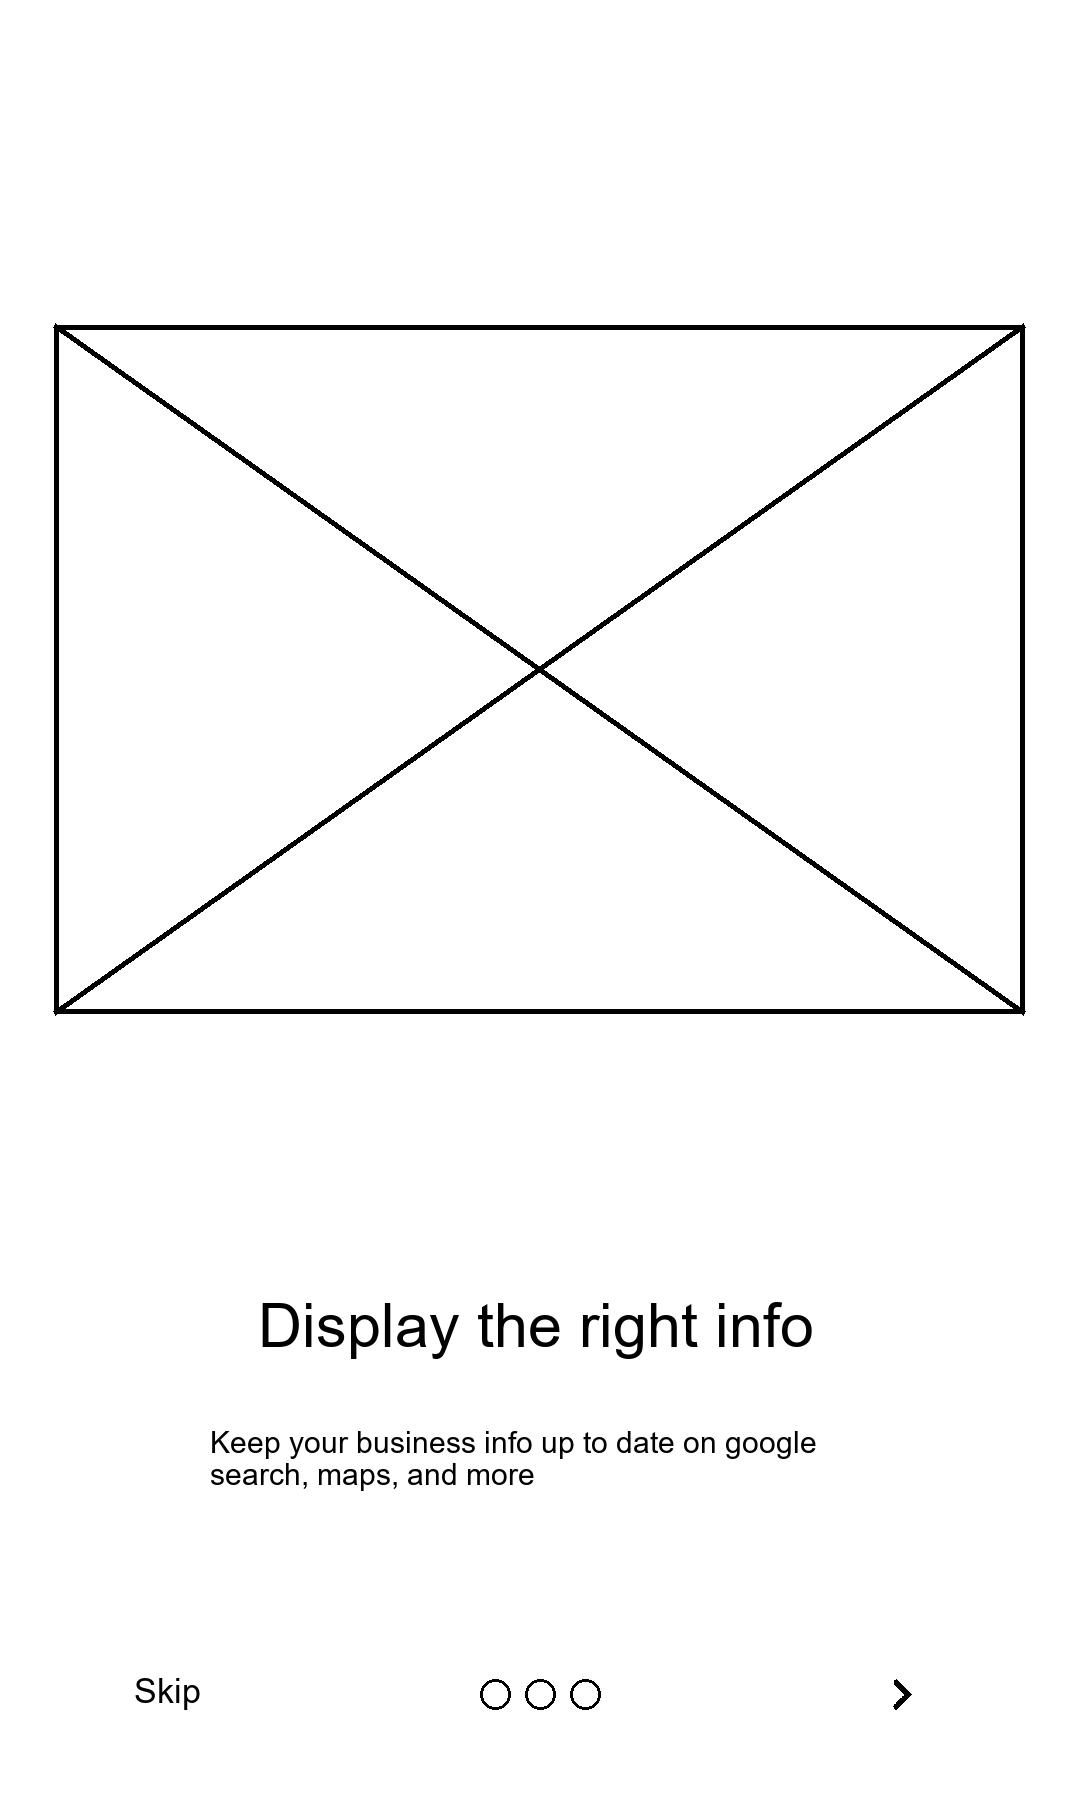 Display the right info
Keep your business info up to date on google
search, maps, and more
Skip